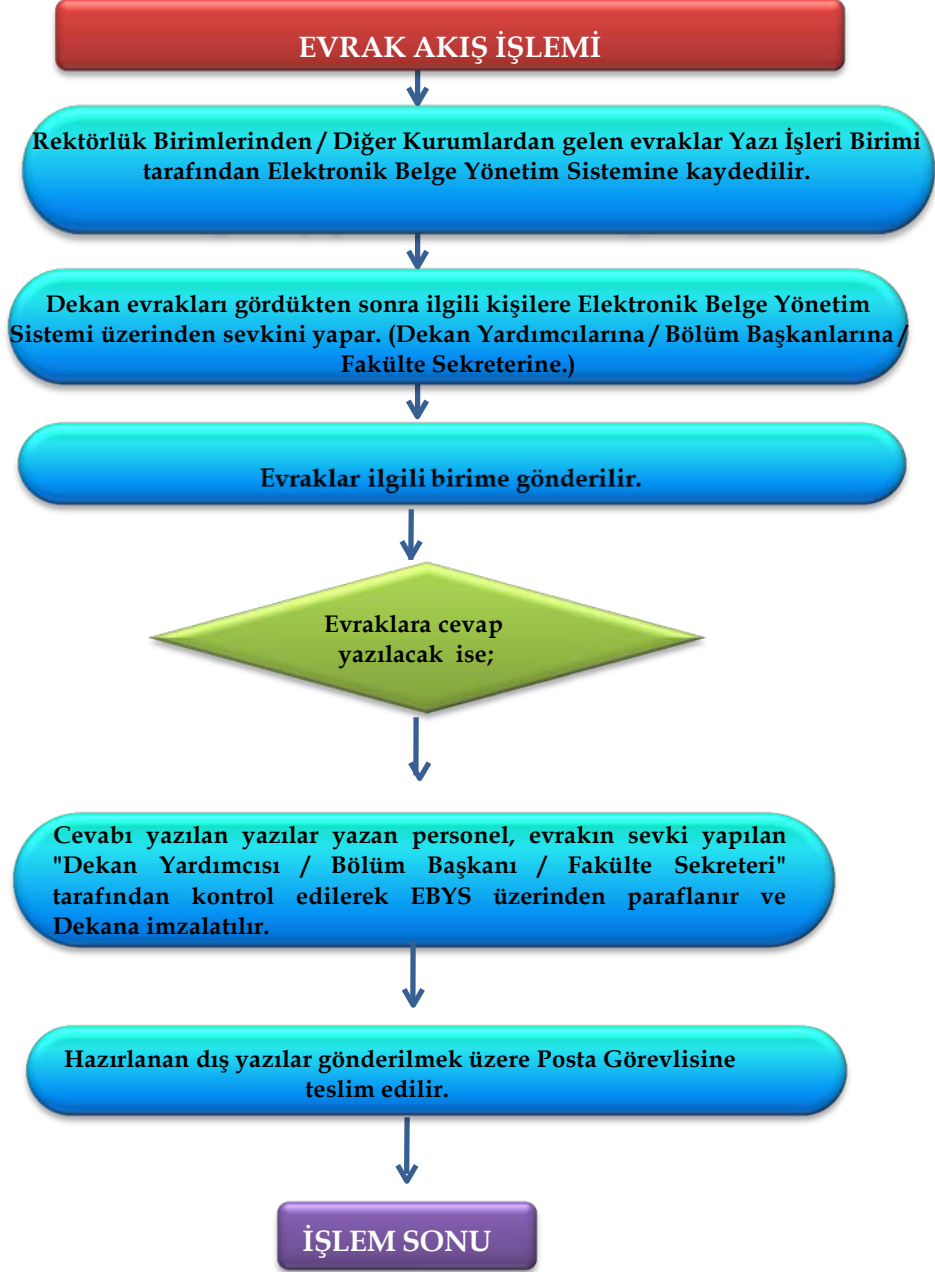 EVRAK AKIŞ İŞLEMİ
Rektörlük Birimlerinden / Diğer Kurumlardan gelen evraklar Yazı İşleri Birimi
tarafından Elektronik Belge Yönetim Sistemine kaydedilir.
Dekan evrakları gördükten sonra ilgili kişilere Elektronik Belge Yönetim
Sistemi üzerinden sevkini yapar. (Dekan Yardımcılarına / Bölüm Başkanlarına /
Fakülte Sekreterine.)
Evraklar ilgili birime gönderilir.
Evraklara cevap
yazılacak ise;
Cevabı yazılan yazılar yazan personel, evrakın sevki yapılan
"Dekan Yardımcısı / Bölüm Başkanı / Fakülte Sekreteri"
tarafından kontrol edilerek EBYS üzerinden paraflanır ve
Dekana imzalatılır.
Hazırlanan dış yazılar gönderilmek üzere Posta Görevlisine
teslim edilir.
İŞLEM SONU